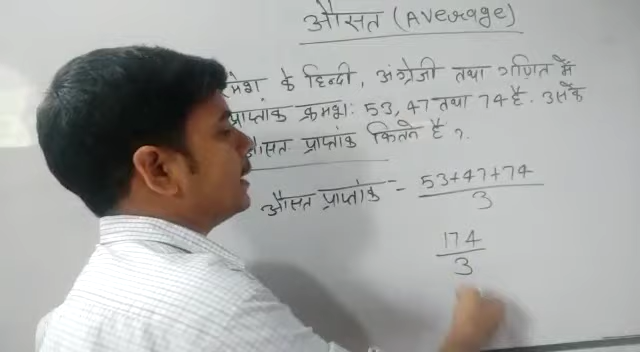 औसत (Average)
मेश के हिन्दी, अंग्रेजी तथा गणित में
प्राप्तांक क्रमशः 53, 47 तथा 74 है. उसके
औसत प्राप्तांक कितने है ?
औसत प्राप्तांक - 53+47+74
3
174
3